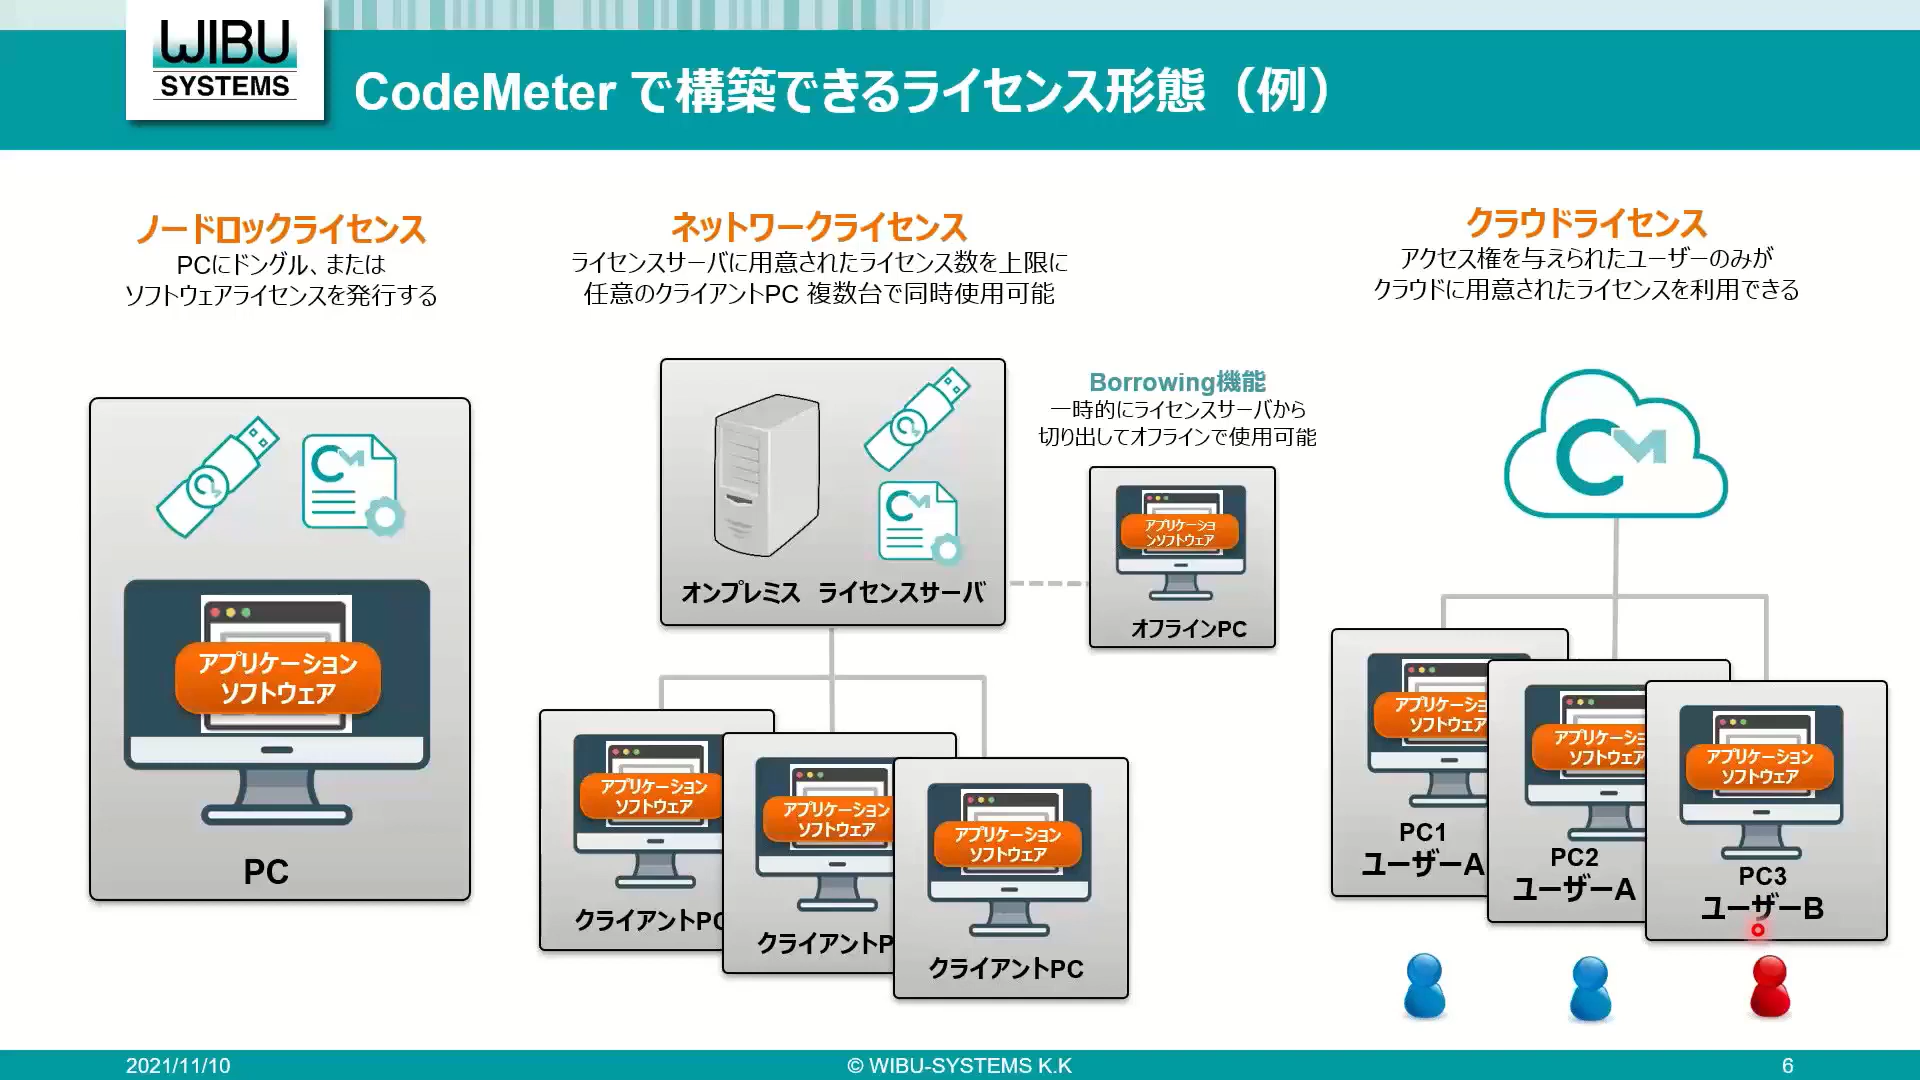 WIBU
SYSTEMS
CodeMeter で構築できるライセンス形態（例）
ノードロックライセンス
PCにドングル、または
ソフトウェアライセンスを発行する
アプリケーション
ソフトウェア
PC
ネットワークライセンス
ライセンスサーバに用意されたライセンス数を上限に
任意のクライアントPC 複数台で同時使用可能
オンプレミス ライセンスサーバ
Borrowing機能
一時的にライセンスサーバから
切り出してオフラインで使用可能
アプリケーショ
ンソフトウェア
オフラインPC
アプリケーション
ソフトウェア
クライアントPC
アプリケーション
ソフトウェア
クライアントP
アプリケーション
ソフトウェア
クライアントPC
クラウドライセンス
アクセス権を与えられたユーザーのみが
クラウドに用意されたライセンスを利用できる
CM
アプリケーシ
ソフトウェア
PC1
ユーザーA
アプリケーシ
ソフトウェア
PC2
ユーザーA
アプリケーション
ソフトウェア
PC3
ユーザーB
2021/11/10
© WIBU-SYSTEMS K.K
6